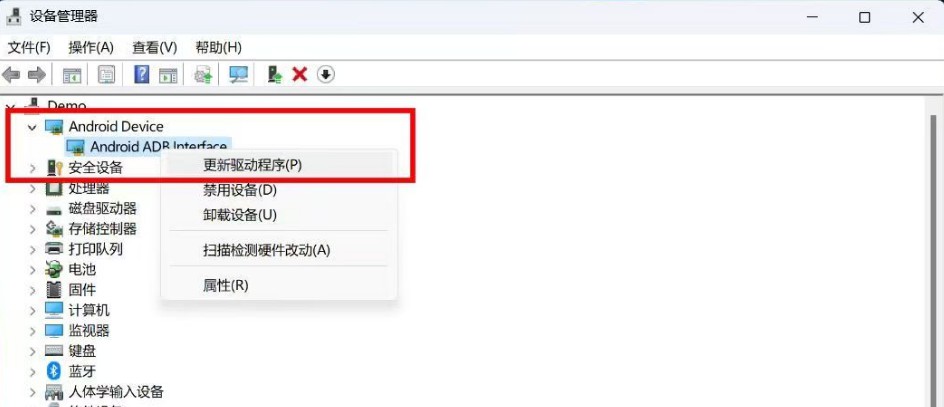 设备管理器
文件(F) 操作(A) 查看(V) 帮助(H)
Demo
Android Device
Android ADB Interface
更新驱动程序(P)
安全设备
处理器
禁用设备(D)
磁盘驱动器
卸载设备(U)
存储控制器
打印队列
扫描检测硬件改动(A)
电池
固件
属性(R)
计算机
监视器
键盘
蓝牙
人体学输入设备